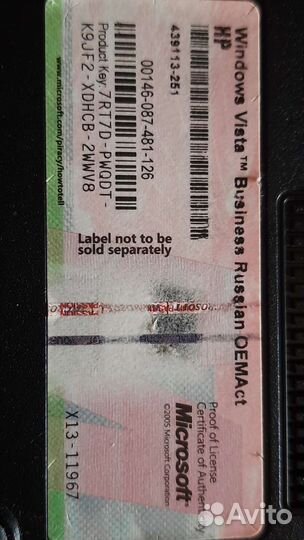 Windows Vista™ Business Russian OEMAct
HP
439113-251
00146-087-481-126
Product Key: 7RT7D-PWQDT-
K9JF2-XDHCB-2WWV8
www.microsoft.com/piracy/howtotell
Label not to be
sold separately
Proof of License
Certificate of Authen
Microsoft
©2005 Microsoft Corporation
X13-11967
Avito